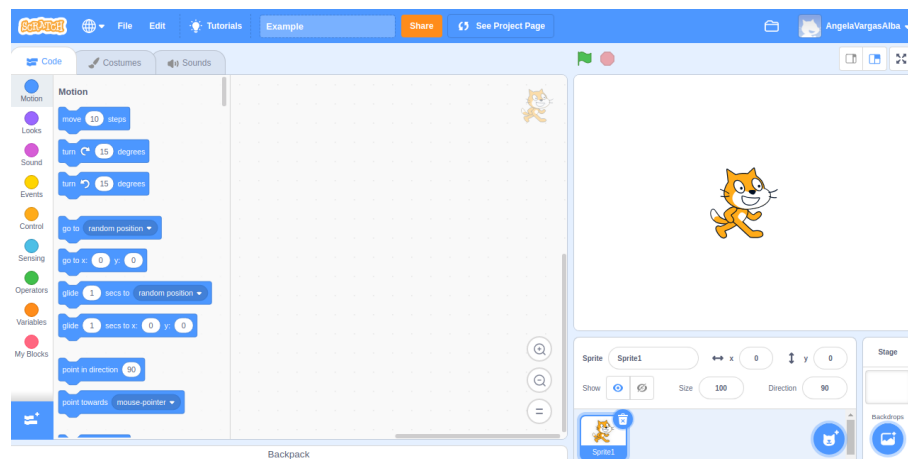 SCRATCH File Edit Tutorials Example Share See Project Page AngelaVargasAlba
Code Costumes Sounds
Motion
Looks
Sound
Events
Control
Sensing
Operators
Variables
My Blocks
Motion
move 10 steps
turn 15 degrees
turn 15 degrees
go to random position
go to x: 0 y: 0
glide 1 secs to random position
glide 1 secs to x: 0 y: 0
point in direction 90
point towards mouse-pointer
Backpack
Sprite Sprite1 x 0 y 0
Show Size 100 Direction 90
Sprite1
Stage
Backdrops